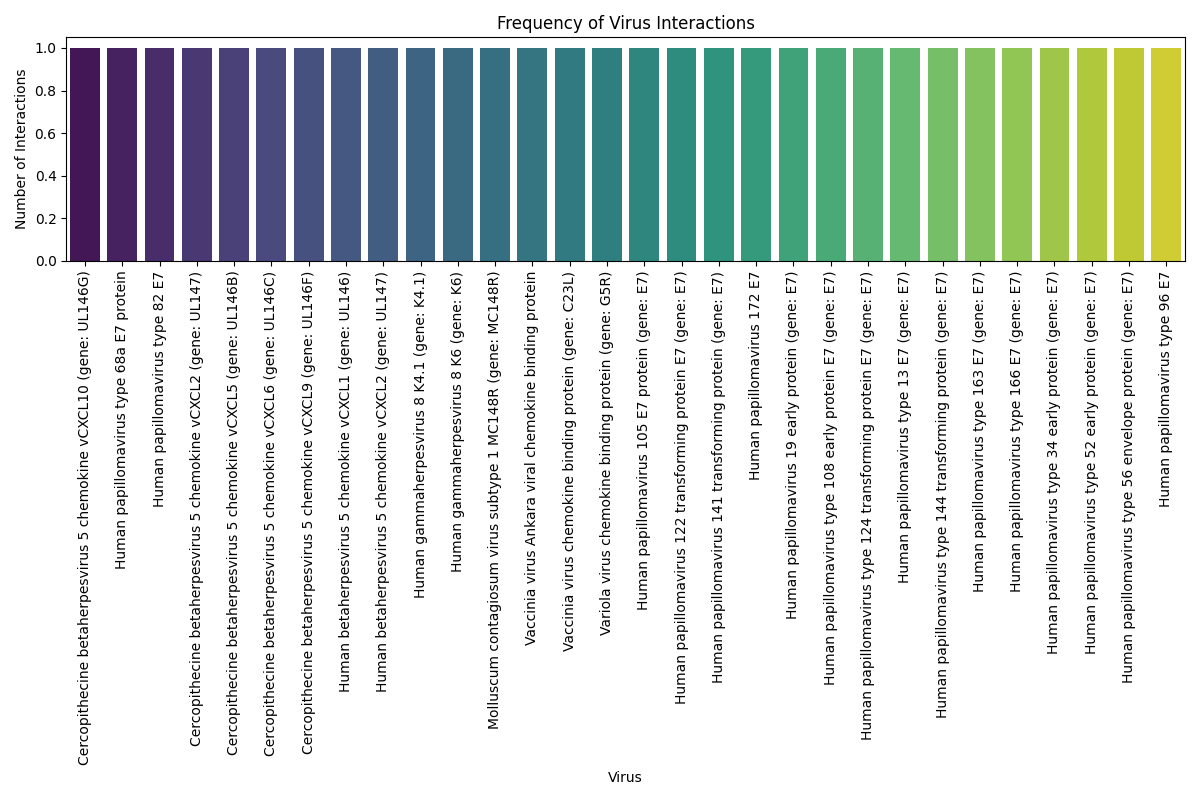 Frequency of Virus Interactions
Number of Interactions
1.0
0.8
0.6
0.4
0.2
0.0
Cercopithecine betaherpesvirus 5 chemokine vCXCL10 (gene: UL146G)
Human papillomavirus type 68a E7 protein
Human papillomavirus type 82 E7
Cercopithecine betaherpesvirus 5 chemokine vCXCL2 (gene: UL147)
Cercopithecine betaherpesvirus 5 chemokine vCXCL5 (gene: UL146B)
Cercopithecine betaherpesvirus 5 chemokine vCXCL6 (gene: UL146C)
Cercopithecine betaherpesvirus 5 chemokine vCXCL9 (gene: UL146F)
Human betaherpesvirus 5 chemokine vCXCL1 (gene: UL146)
Human betaherpesvirus 5 chemokine vCXCL2 (gene: UL147)
Human gammaherpesvirus 8 K4.1 (gene: K4.1)
Human gammaherpesvirus 8 K6 (gene: K6)
Molluscum contagiosum virus subtype 1 MC148R (gene: MC148R)
Vaccinia virus Ankara viral chemokine binding protein
Vaccinia virus chemokine binding protein (gene: C23L)
Variola virus chemokine binding protein (gene: G5R)
Human papillomavirus 105 E7 protein (gene: E7)
Human papillomavirus 122 transforming protein E7 (gene: E7)
Human papillomavirus 141 transforming protein (gene: E7)
Human papillomavirus 172 E7
Human papillomavirus 19 early protein (gene: E7)
Human papillomavirus type 108 early protein E7 (gene: E7)
Human papillomavirus type 124 transforming protein E7 (gene: E7)
Human papillomavirus type 13 E7 (gene: E7)
Human papillomavirus type 144 transforming protein (gene: E7)
Human papillomavirus type 163 E7 (gene: E7)
Human papillomavirus type 166 E7 (gene: E7)
Human papillomavirus type 34 early protein (gene: E7)
Human papillomavirus type 52 early protein (gene: E7)
Human papillomavirus type 56 envelope protein (gene: E7)
Human papillomavirus type 96 E7
Virus